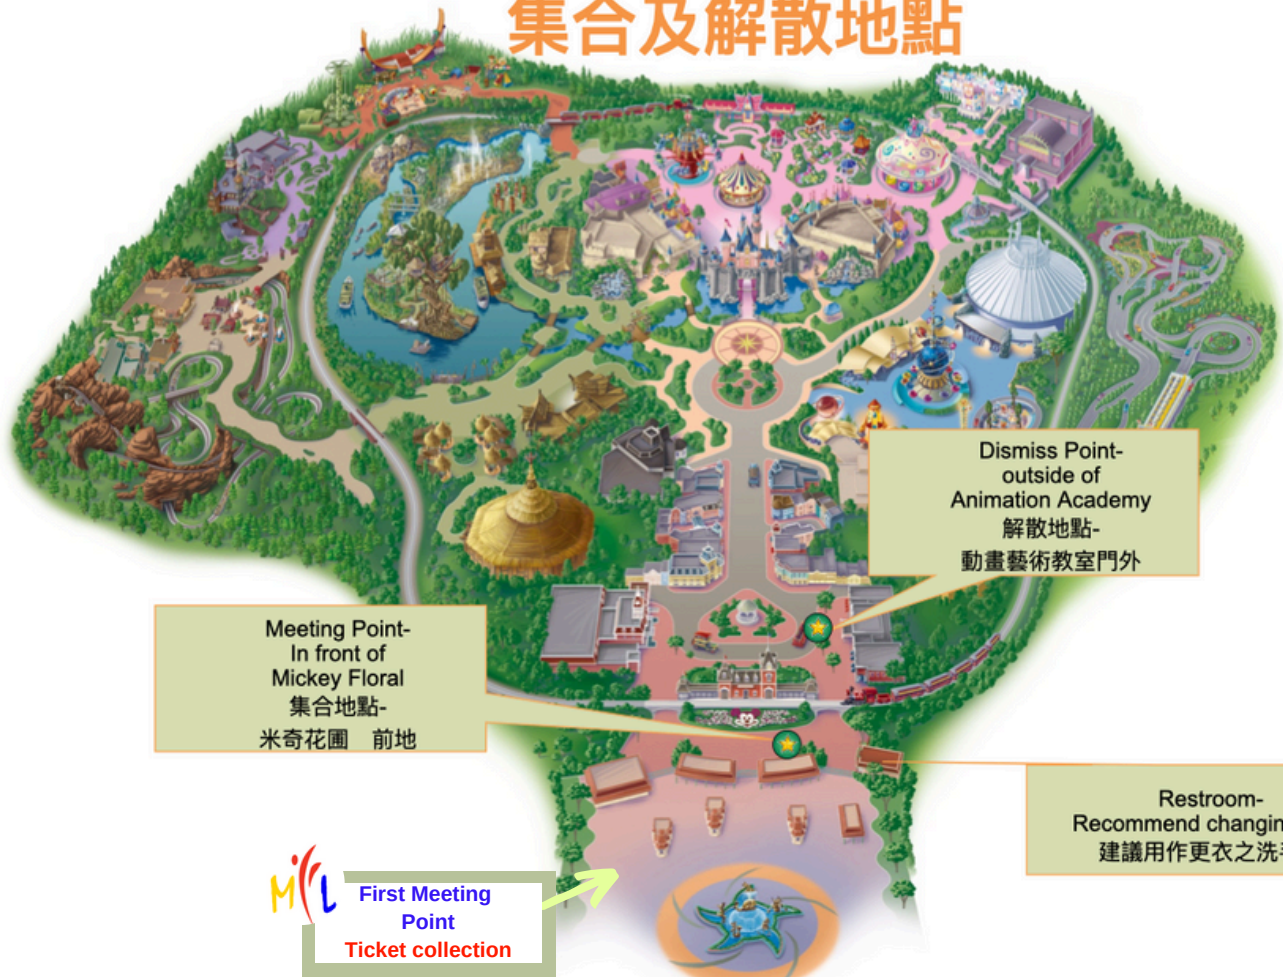 集合及解散地點
Dismiss Point-
outside of
Animation Academy
解散地點-
動畫藝術教室門外
Meeting Point-
In front of
Mickey Floral
集合地點-
米奇花圃 前地
Restroom-
Recommend
建議用作更衣之洗
MIL
First Meeting
Point
Ticket collection